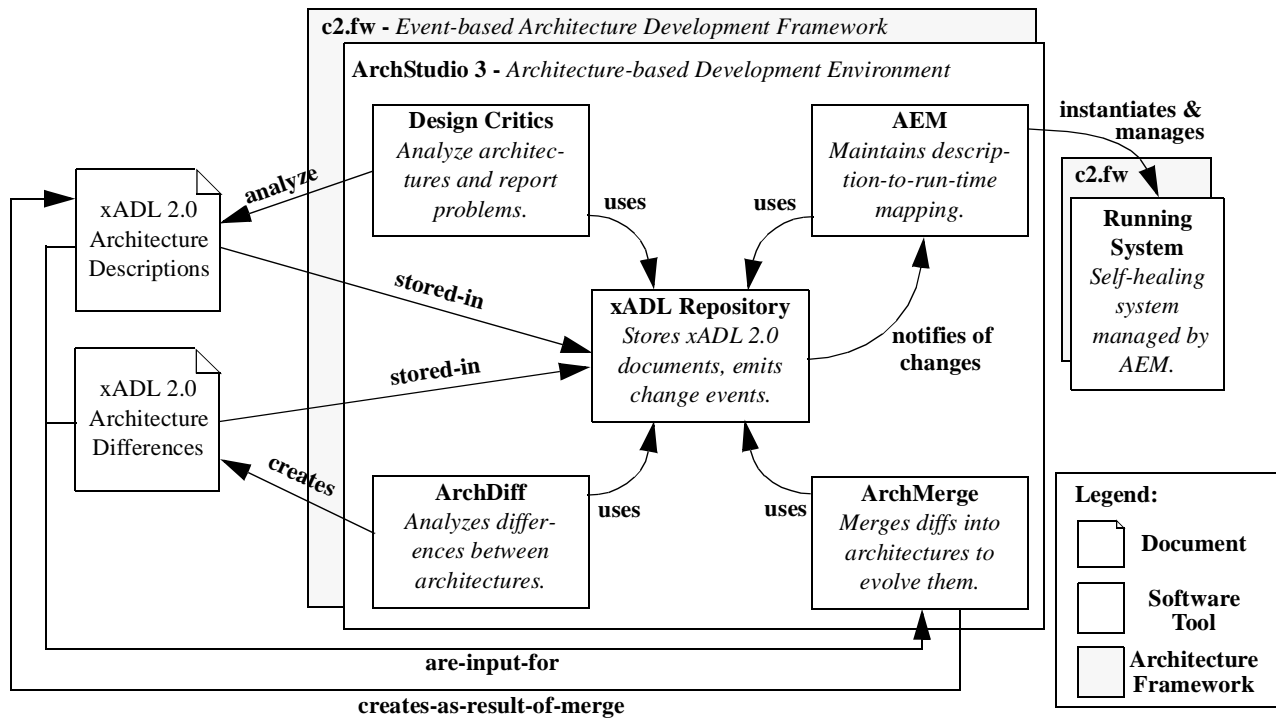 c2.fw - Event-based Architecture Development Framework
ArchStudio 3 - Architecture-based Development Environment
Design Critics
Analyze architec-
tures and report
problems.
AEM
Maintains descrip-
tion-to-run-time
mapping.
instantiates &
manages
c2.fw
Running
System
Self-healing
system
managed by
AEM.
analyze
xADL 2.0
Architecture
Descriptions
uses
uses
stored-in
xADL Repository
Stores xADL 2.0
documents, emits
change events.
notifies of
changes
stored-in
xADL 2.0
Architecture
Differences
creates
ArchDiff
Analyzes differ-
ences between
architectures.
uses
uses
ArchMerge
Merges diffs into
architectures to
evolve them.
are-input-for
creates-as-result-of-merge
Legend:
Document
Software
Tool
Architecture
Framework